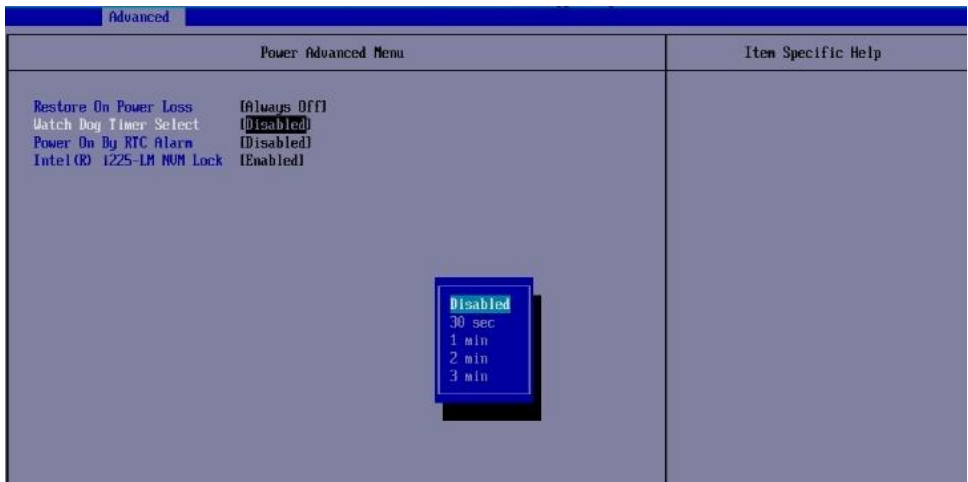 Advanced
Power Advanced Menu
Item Specific Help
Restore On Power Loss [Always Off]
Watch Dog Timer Select [Disabled]
Power On By RTC Alarm [Disabled]
Intel(R) i225-LM NVM Lock [Enabled]
Disabled
30 sec
1 min
2 min
3 min